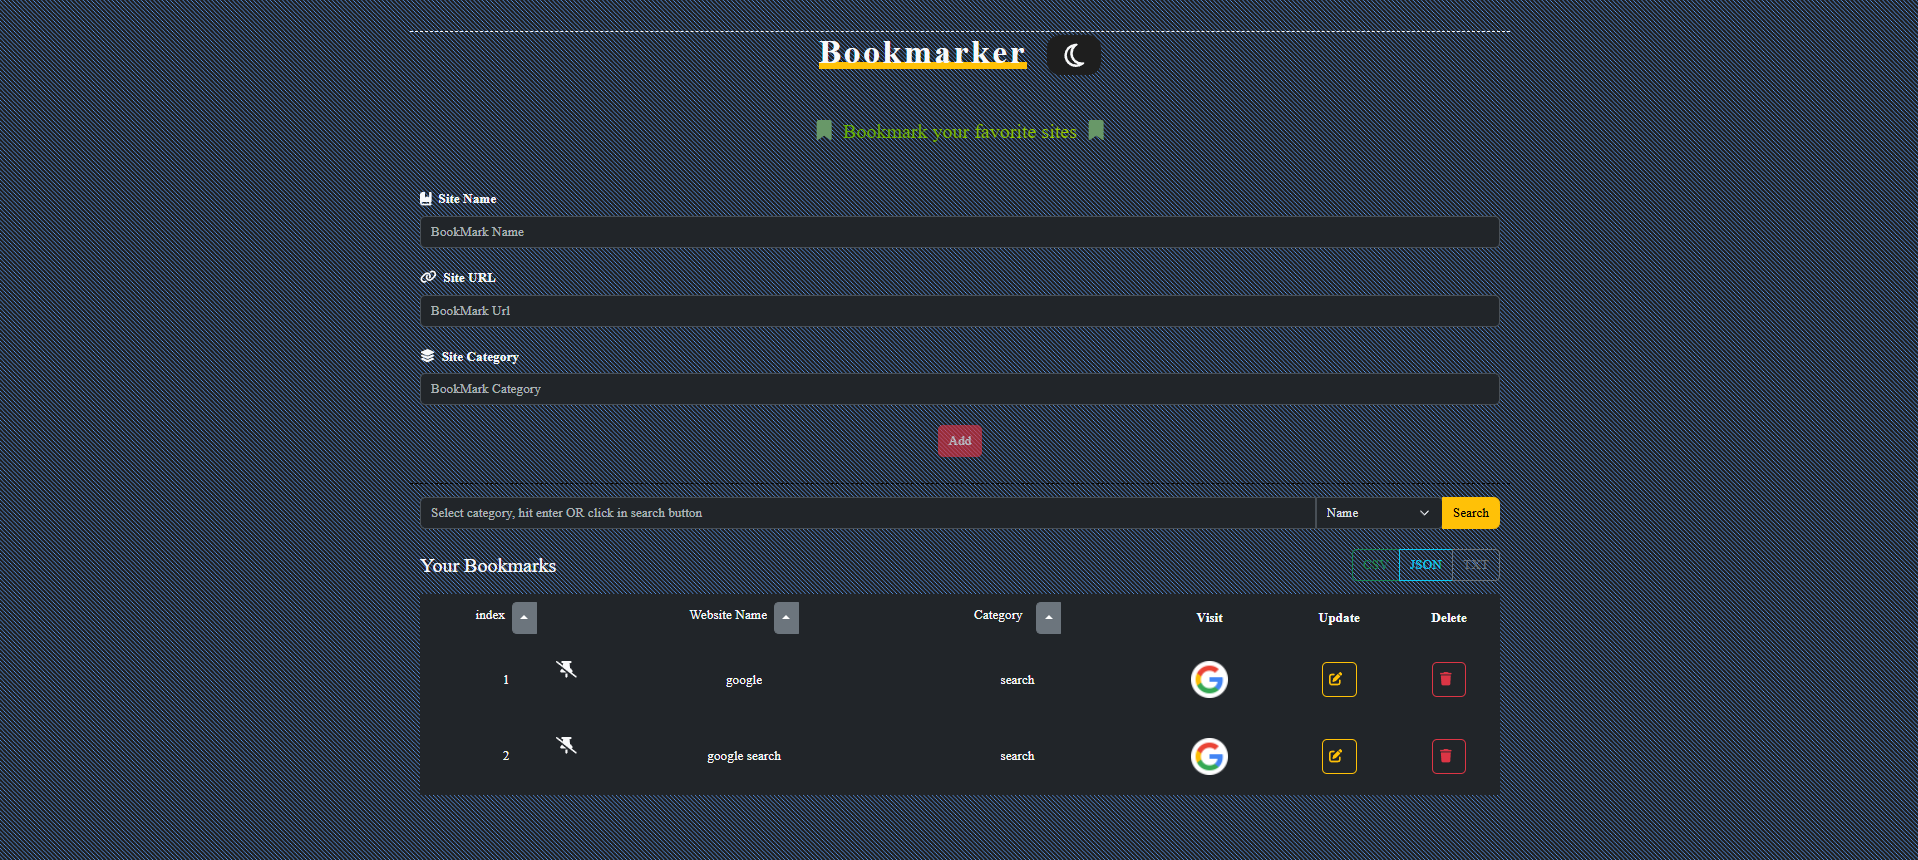 Bookmarker
Bookmark your favorite sites
Site Name
BookMark Name
Site URL
BookMark Url
Site Category
BookMark Category
Add
Select category, hit enter OR click in search button Name Search
Your Bookmarks CSV JSON TXT
index Website Name Category Visit Update Delete
1 google search
2 google search search